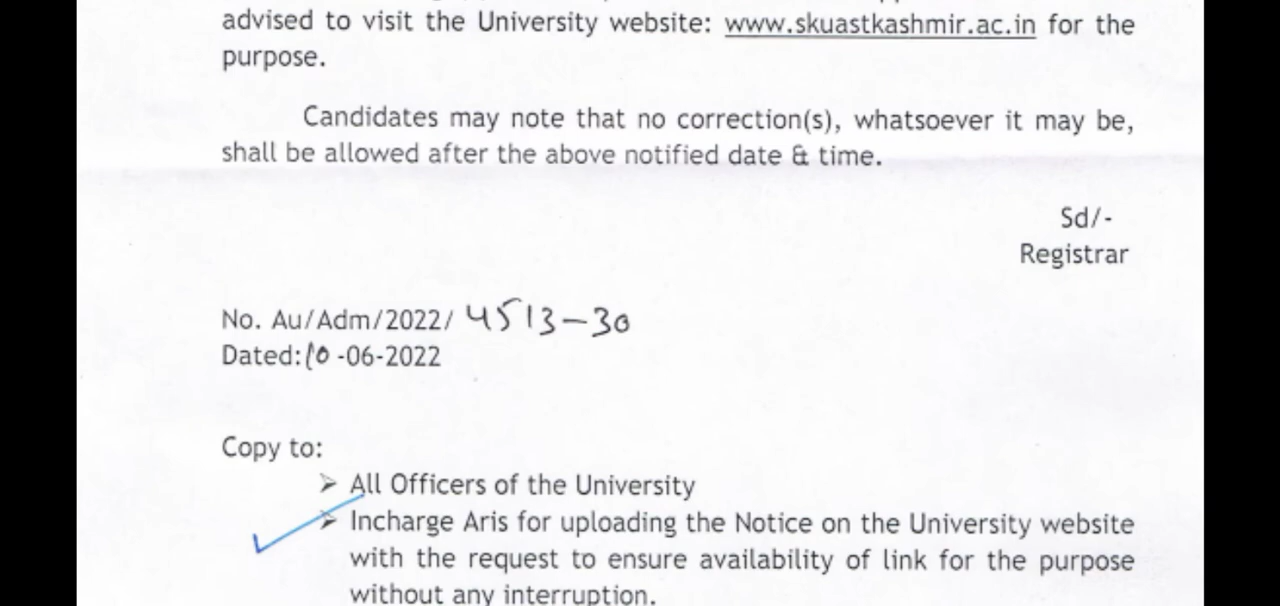 advised to visit the University website: www.skuastkashmir.ac.in for the
purpose.
Candidates may note that no correction(s), whatsoever it may be,
shall be allowed after the above notified date & time.
Sd/-
Registrar
No. Au/Adm/2022/ 4513-30
Dated:10-06-2022
Copy to:
➢ All Officers of the University
➢ Incharge Aris for uploading the Notice on the University website
with the request to ensure availability of link for the purpose
without any interruption.